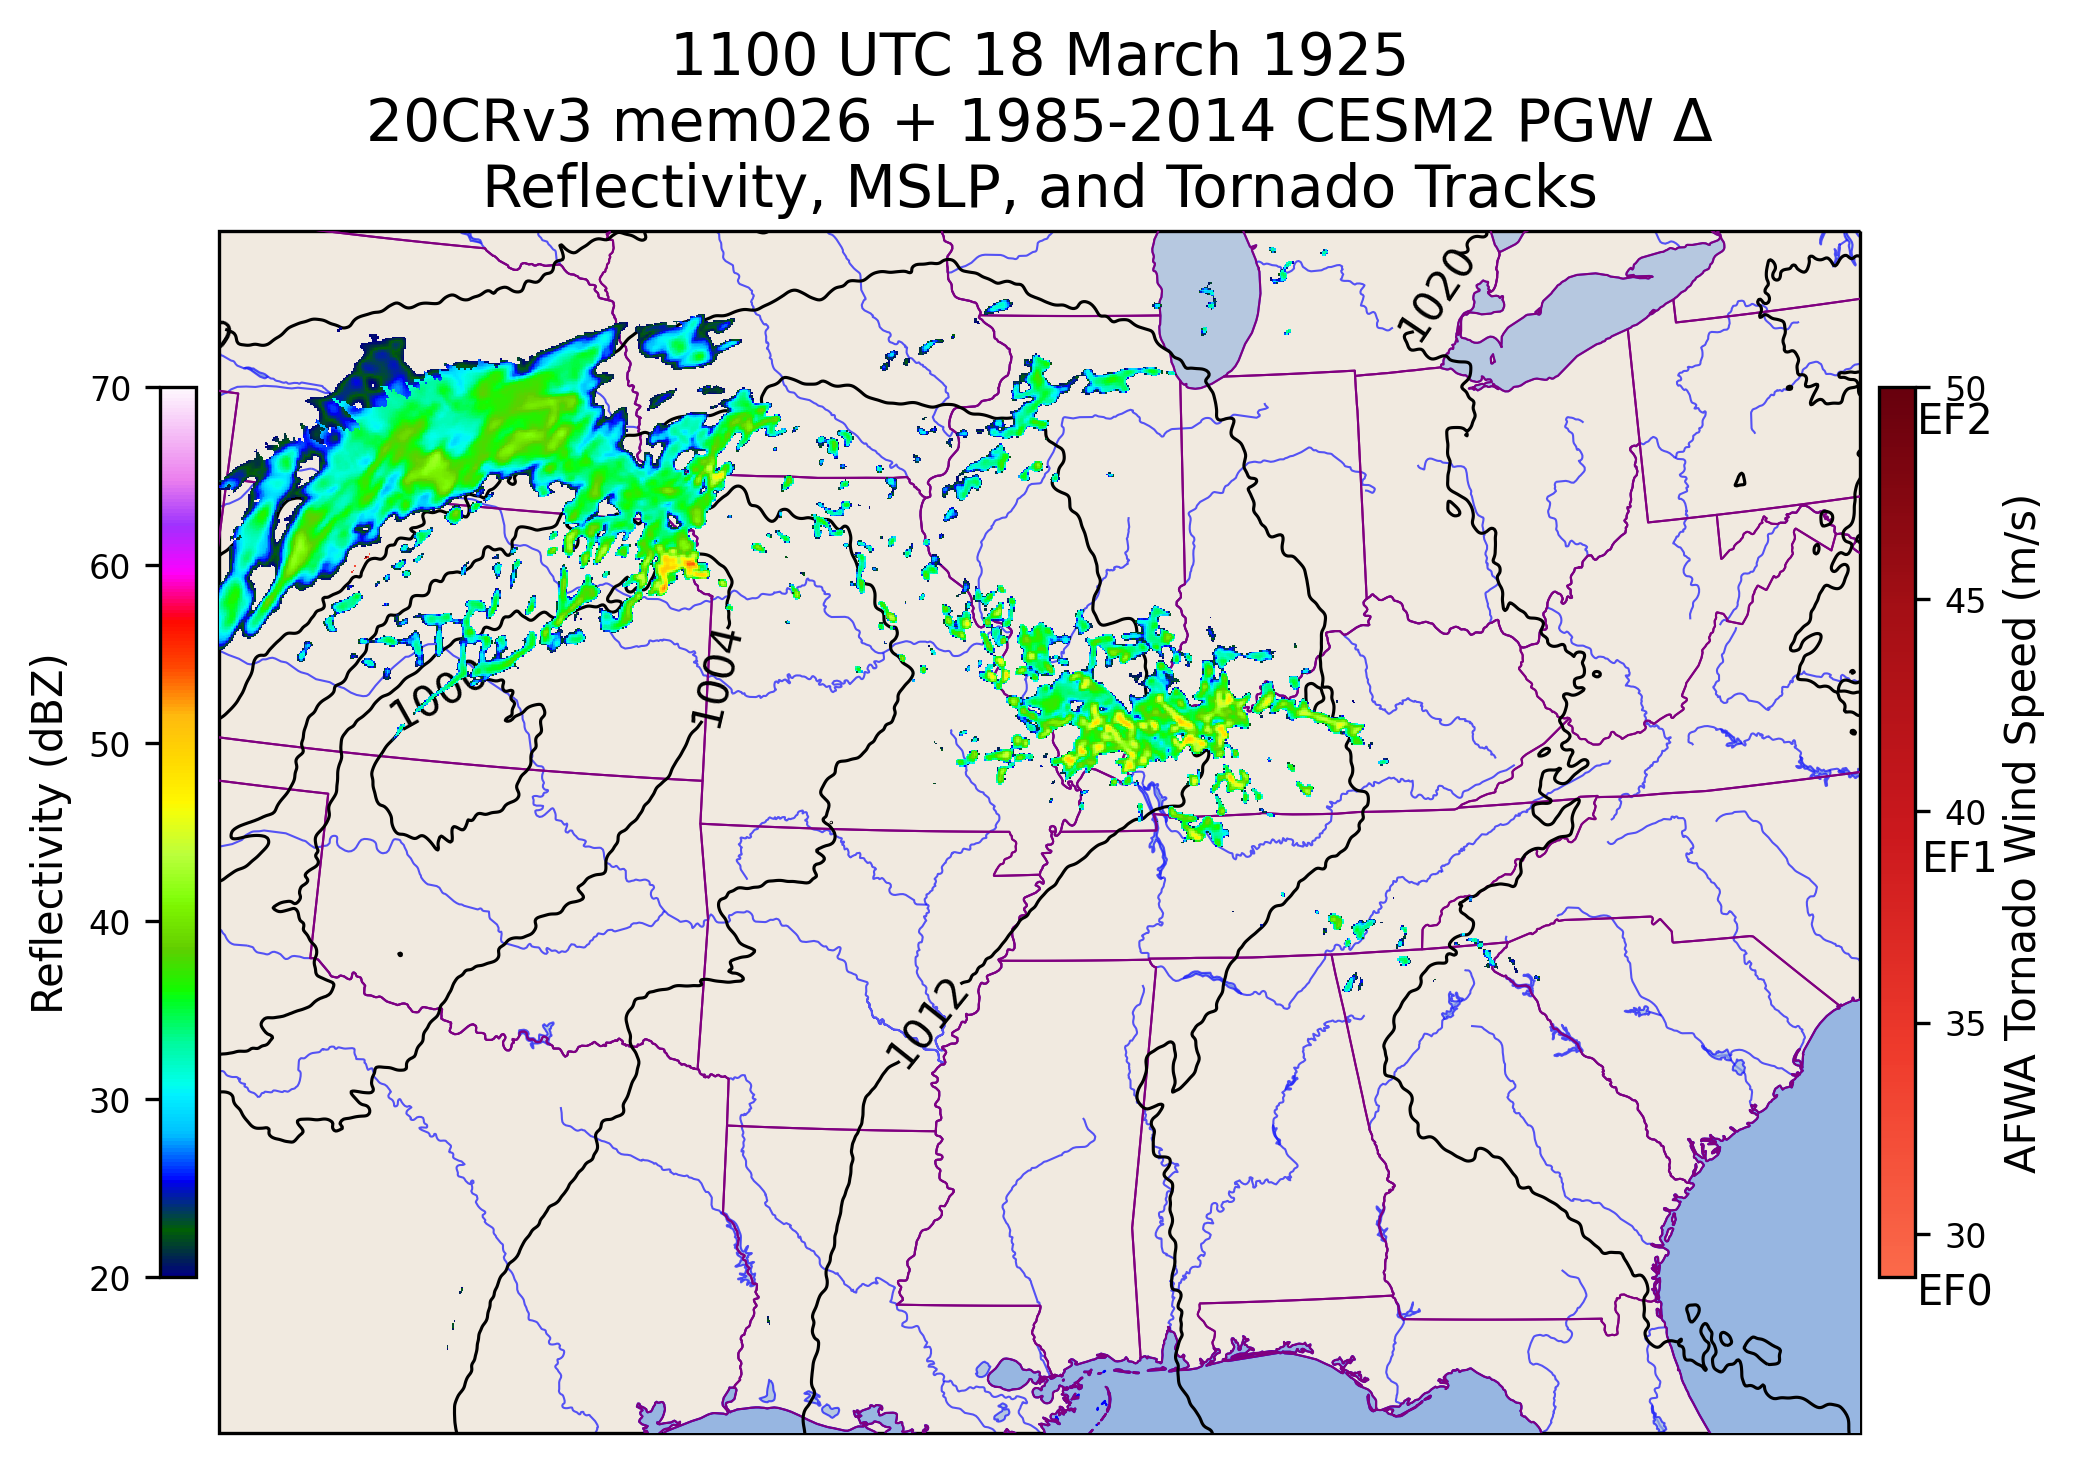 1100 UTC 18 March 1925
20CRv3 mem026 + 1985-2014 CESM2 PGW Δ
Reflectivity, MSLP, and Tornado Tracks
70
60
50
40
30
20
Reflectivity (dBZ)
1020
1000
1004
1012
50
EF2
45
40
EF1
35
30
EF0
AFWA Tornado Wind Speed (m/s)